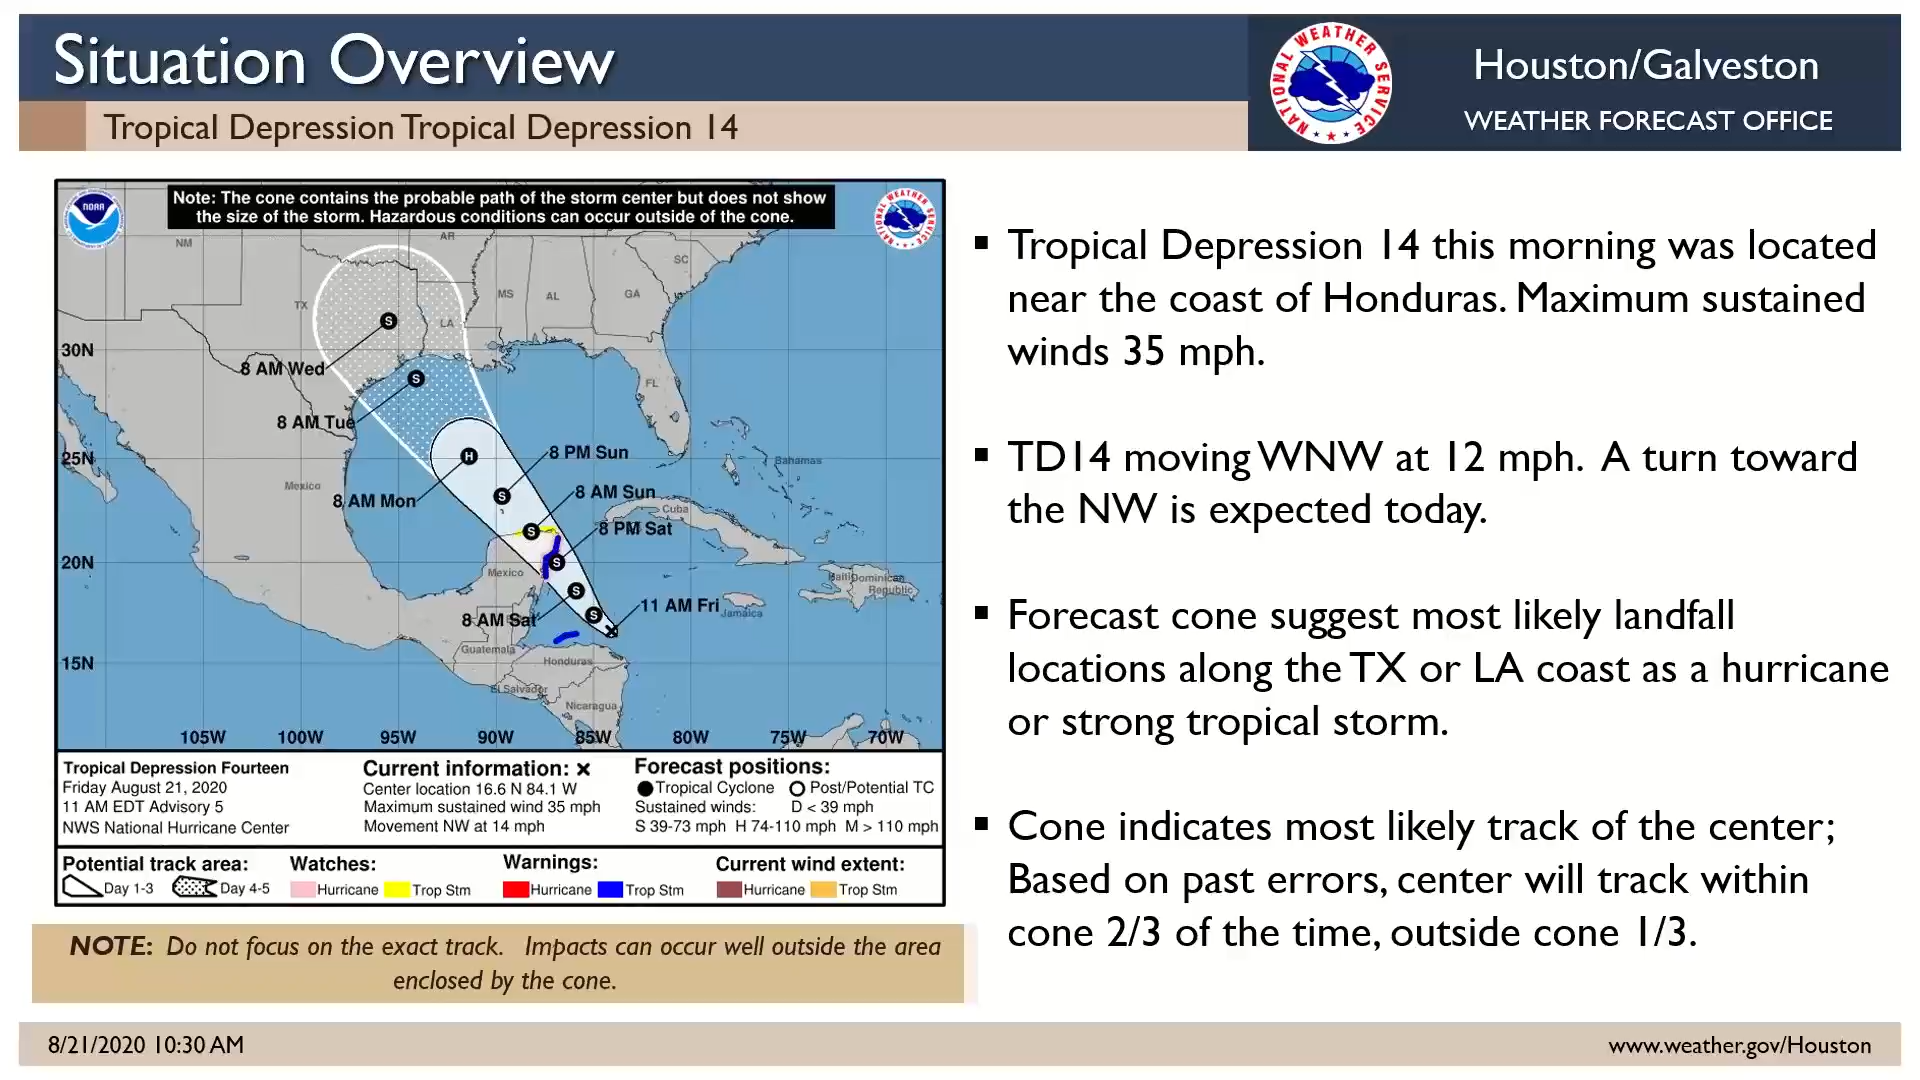 Situation Overview
Tropical Depression Tropical Depression 14
NATIONAL WEATHER SERVICE
Houston/Galveston
WEATHER FORECAST OFFICE
Note: The cone contains the probable path of the storm center but does not show
the size of the storm. Hazardous conditions can occur outside of the cone.
NOAA
NATIONAL WEATHER SERVICE
NM
AR
SC
TX
MS
AL
GA
LA
30N
8 AM Wed
S
FL
S
8 AM Tue
25N
H
8 PM Sun
Bahamas
Mexico
8 AM Mon
S
8 AM Sun
Cuba
S
8 PM Sat
20N
S
Mexico
Haiti
Dominican
Republic
S
8 AM Sat
S
11 AM Fri
Jamaica
Guatemala
15N
Honduras
El Salvador
Nicaragua
105W 100W 95W 90W 85W 80W 75W 70W
Tropical Depression Fourteen
Friday August 21, 2020
11 AM EDT Advisory 5
NWS National Hurricane Center
Current information: x
Center location 16.6 N 84.1 W
Maximum sustained wind 35 mph
Movement NW at 14 mph
Forecast positions:
Tropical Cyclone Post/Potential TC
Sustained winds: D < 39 mph
S 39-73 mph H 74-110 mph M > 110 mph
Potential track area:
Day 1-3 Day 4-5
Watches:
Hurricane Trop Stm
Warnings:
Hurricane Trop Stm
Current wind extent:
Hurricane Trop Stm
NOTE: Do not focus on the exact track. Impacts can occur well outside the area
enclosed by the cone.
▪ Tropical Depression 14 this morning was located
near the coast of Honduras. Maximum sustained
winds 35 mph.
▪ TD14 moving WNW at 12 mph. A turn toward
the NW is expected today.
▪ Forecast cone suggest most likely landfall
locations along the TX or LA coast as a hurricane
or strong tropical storm.
▪ Cone indicates most likely track of the center;
Based on past errors, center will track within
cone 2/3 of the time, outside cone 1/3.
8/21/2020 10:30 AM
www.weather.gov/Houston